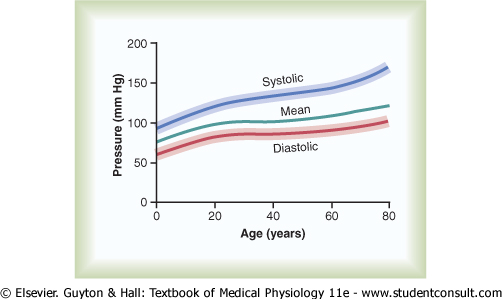 200
150
100
50
0
Pressure (mm Hg)
Systolic
Mean
Diastolic
0 20 40 60 80
Age (years)
© Elsevier. Guyton & Hall: Textbook of Medical Physiology 11e - www.studentconsult.com